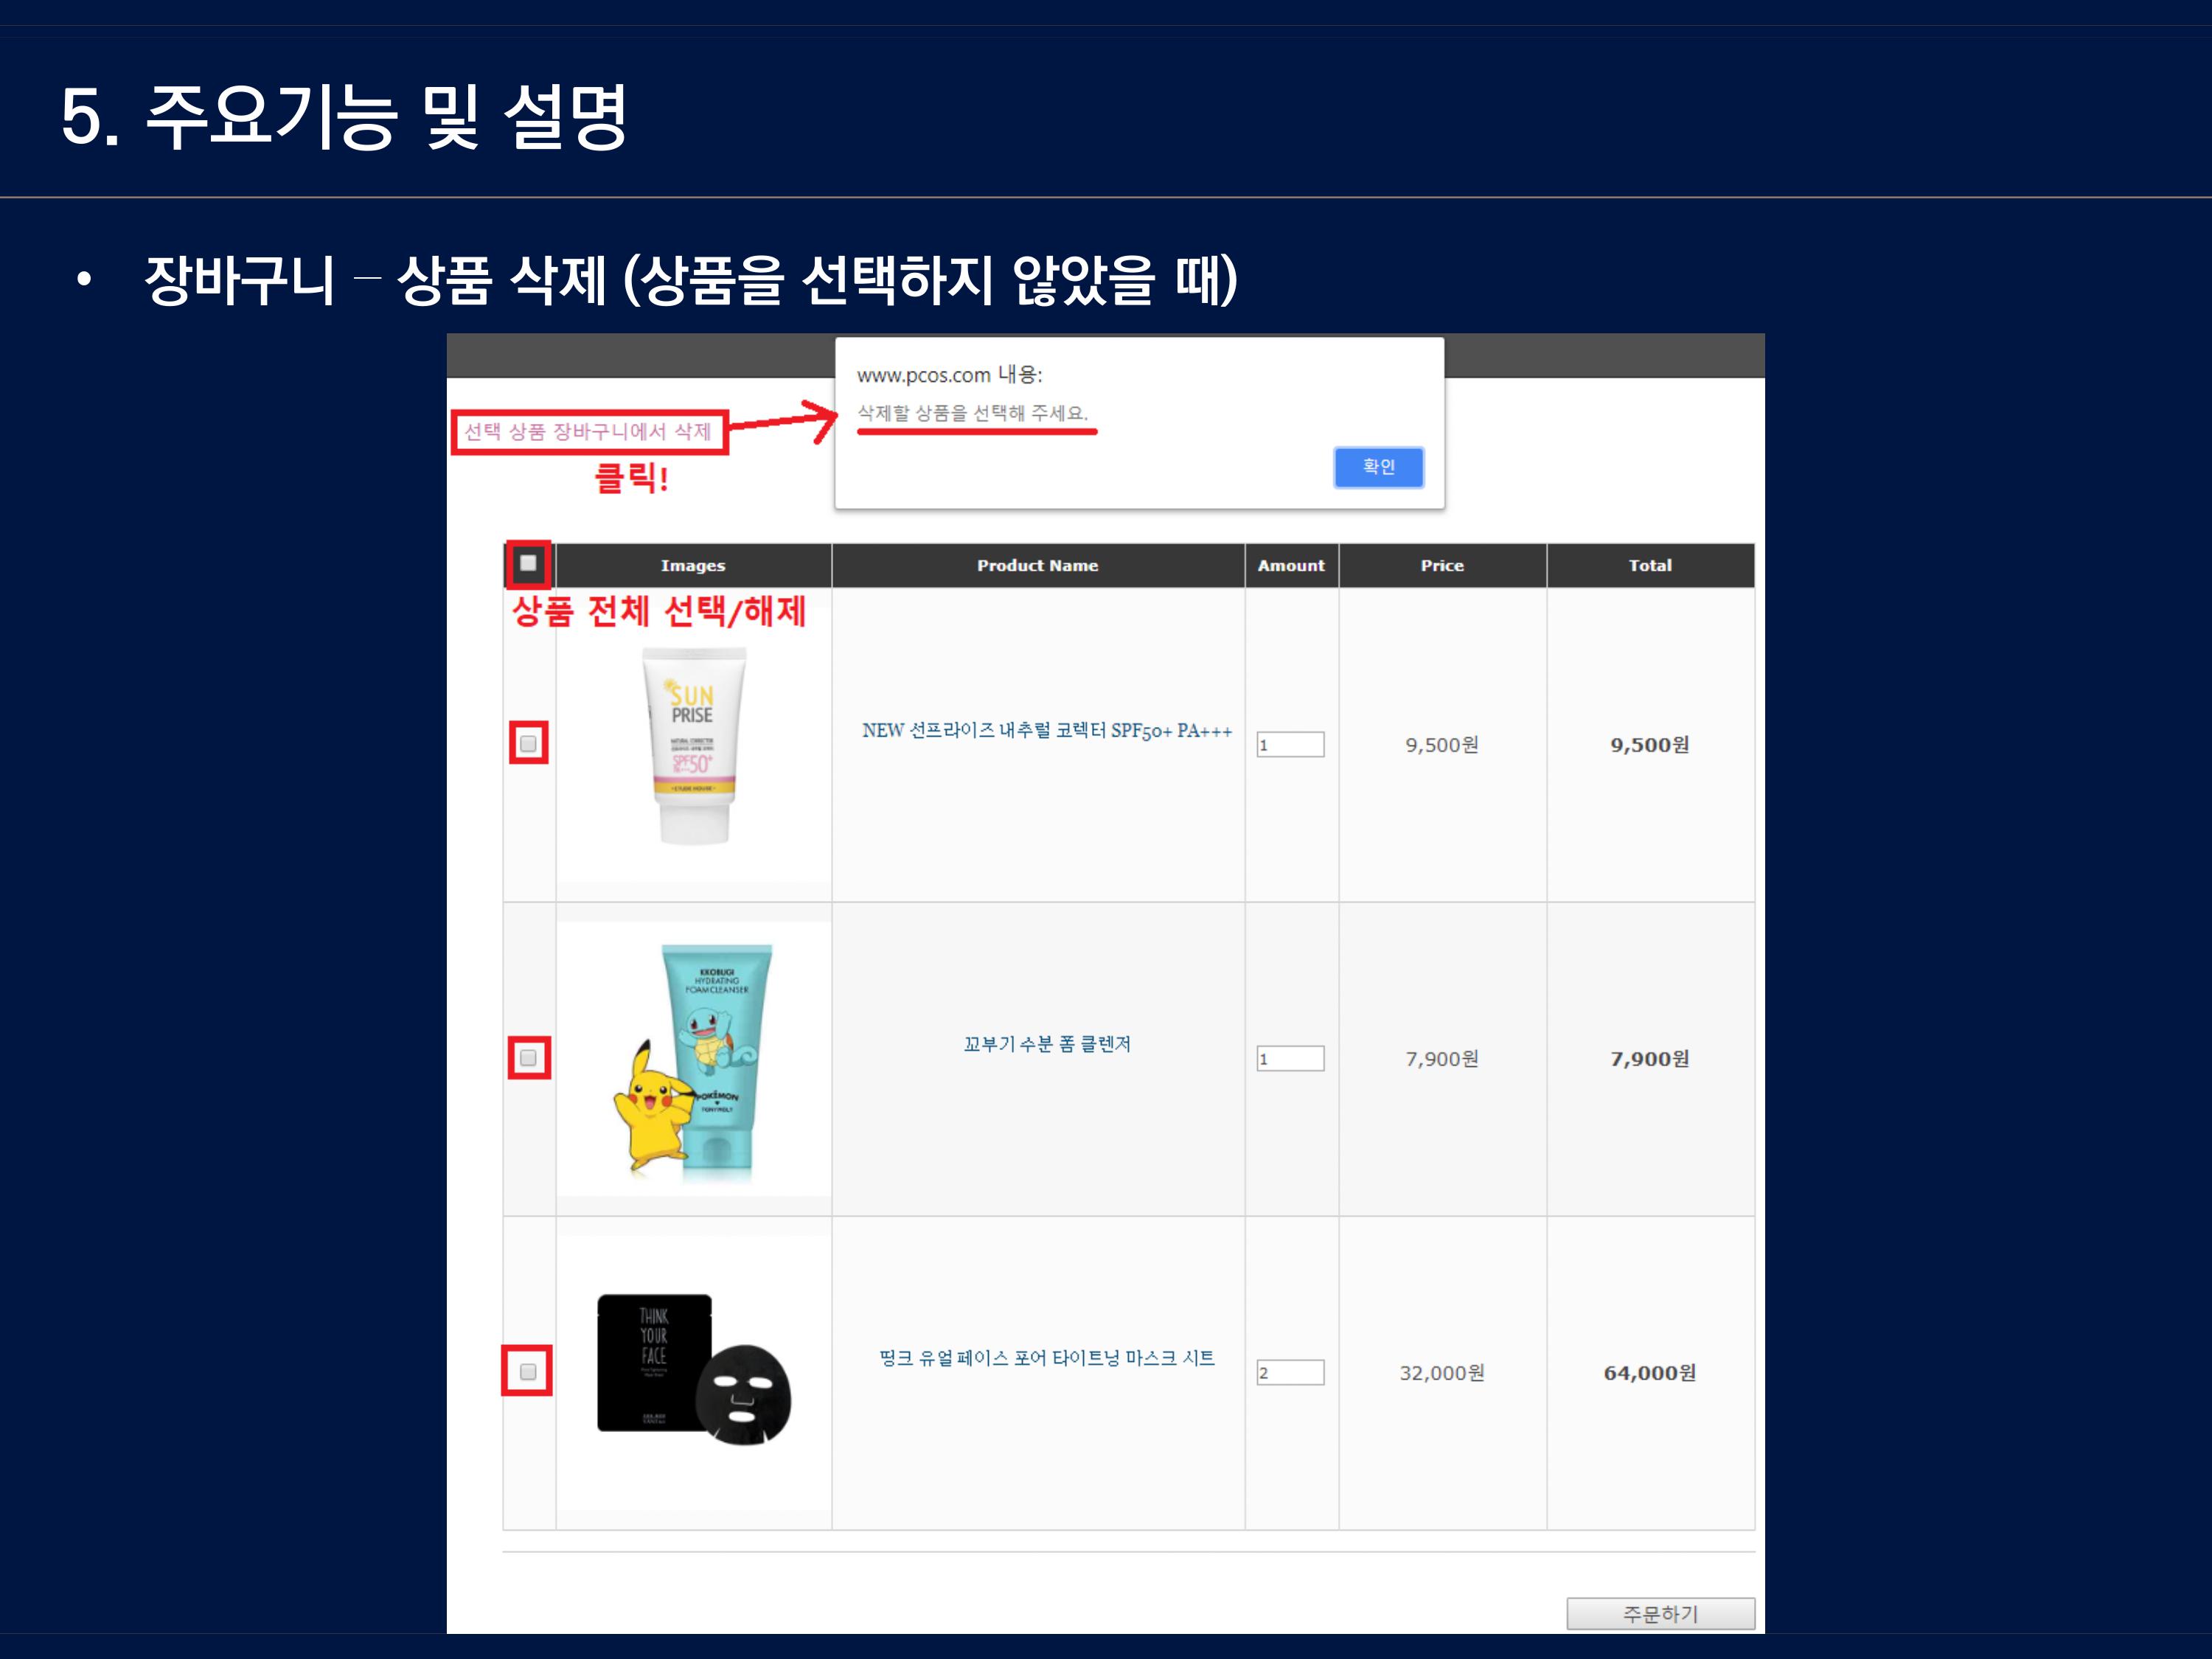 5. 주요기능 및 설명
• 장바구니 – 상품 삭제 (상품을 선택하지 않았을 때)
www.pcos.com 내용:
삭제할 상품을 선택해 주세요.
확인
선택 상품 장바구니에서 삭제
클릭!
Images Product Name Amount Price Total
상품 전체 선택/해제
SUN
PRISE
SPF50+
NEW 선프라이즈 내추럴 코렉터 SPF50+ PA+++ 1 9,500원 9,500원
KKOBUGI
HYDRATING
FOAM CLEANSER
POKÉMON
꼬부기 수분 폼 클렌저 1 7,900원 7,900원
THINK
YOUR
FACE
띵크 유얼 페이스 포어 타이트닝 마스크 시트 2 32,000원 64,000원
주문하기